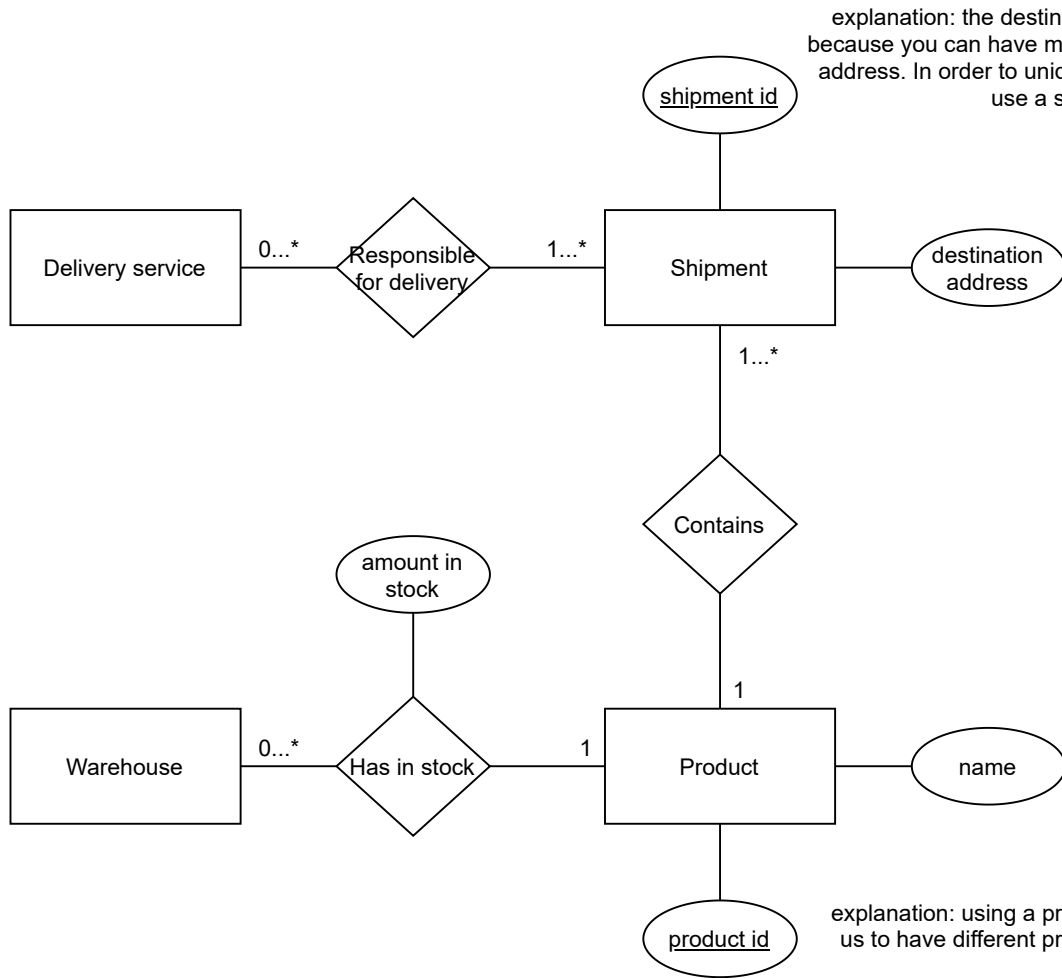 explanation: the destin
because you can have m
address. In order to uni
use a s
shipment id
Delivery service
0...*
Responsible
for delivery
1...*
Shipment
destination
address
1...*
Contains
amount in
stock
1
Warehouse
0...*
Has in stock
1
Product
name
product id
explanation: using a pr
us to have different pr